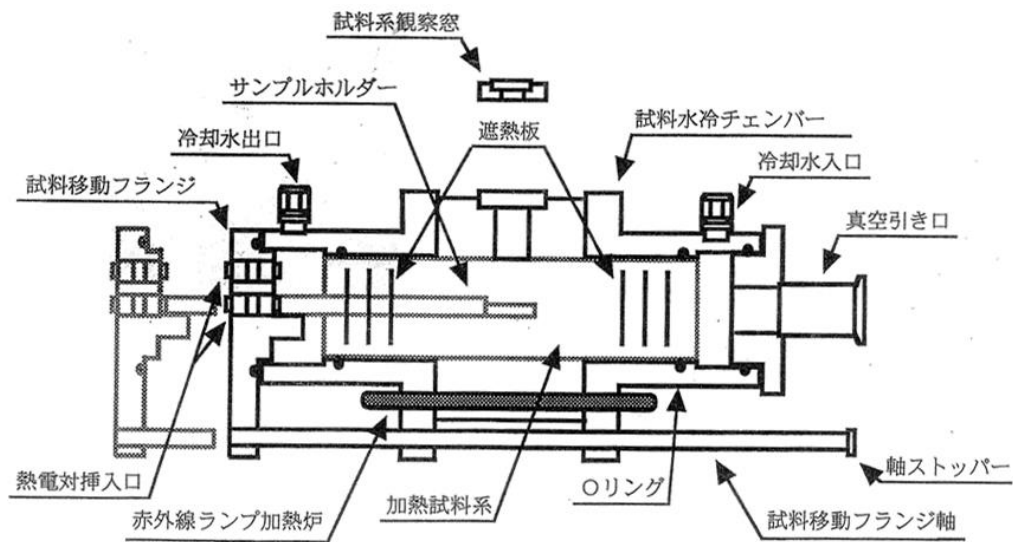 試料系観察窓
サンプルホルダー
試料水冷チェンバー
冷却水出口
遮熱板
冷却水入口
試料移動フランジ
真空引き口
熱電対挿入口
加熱試料系
Oリング
軸ストッパー
赤外線ランプ加熱炉
試料移動フランジ軸